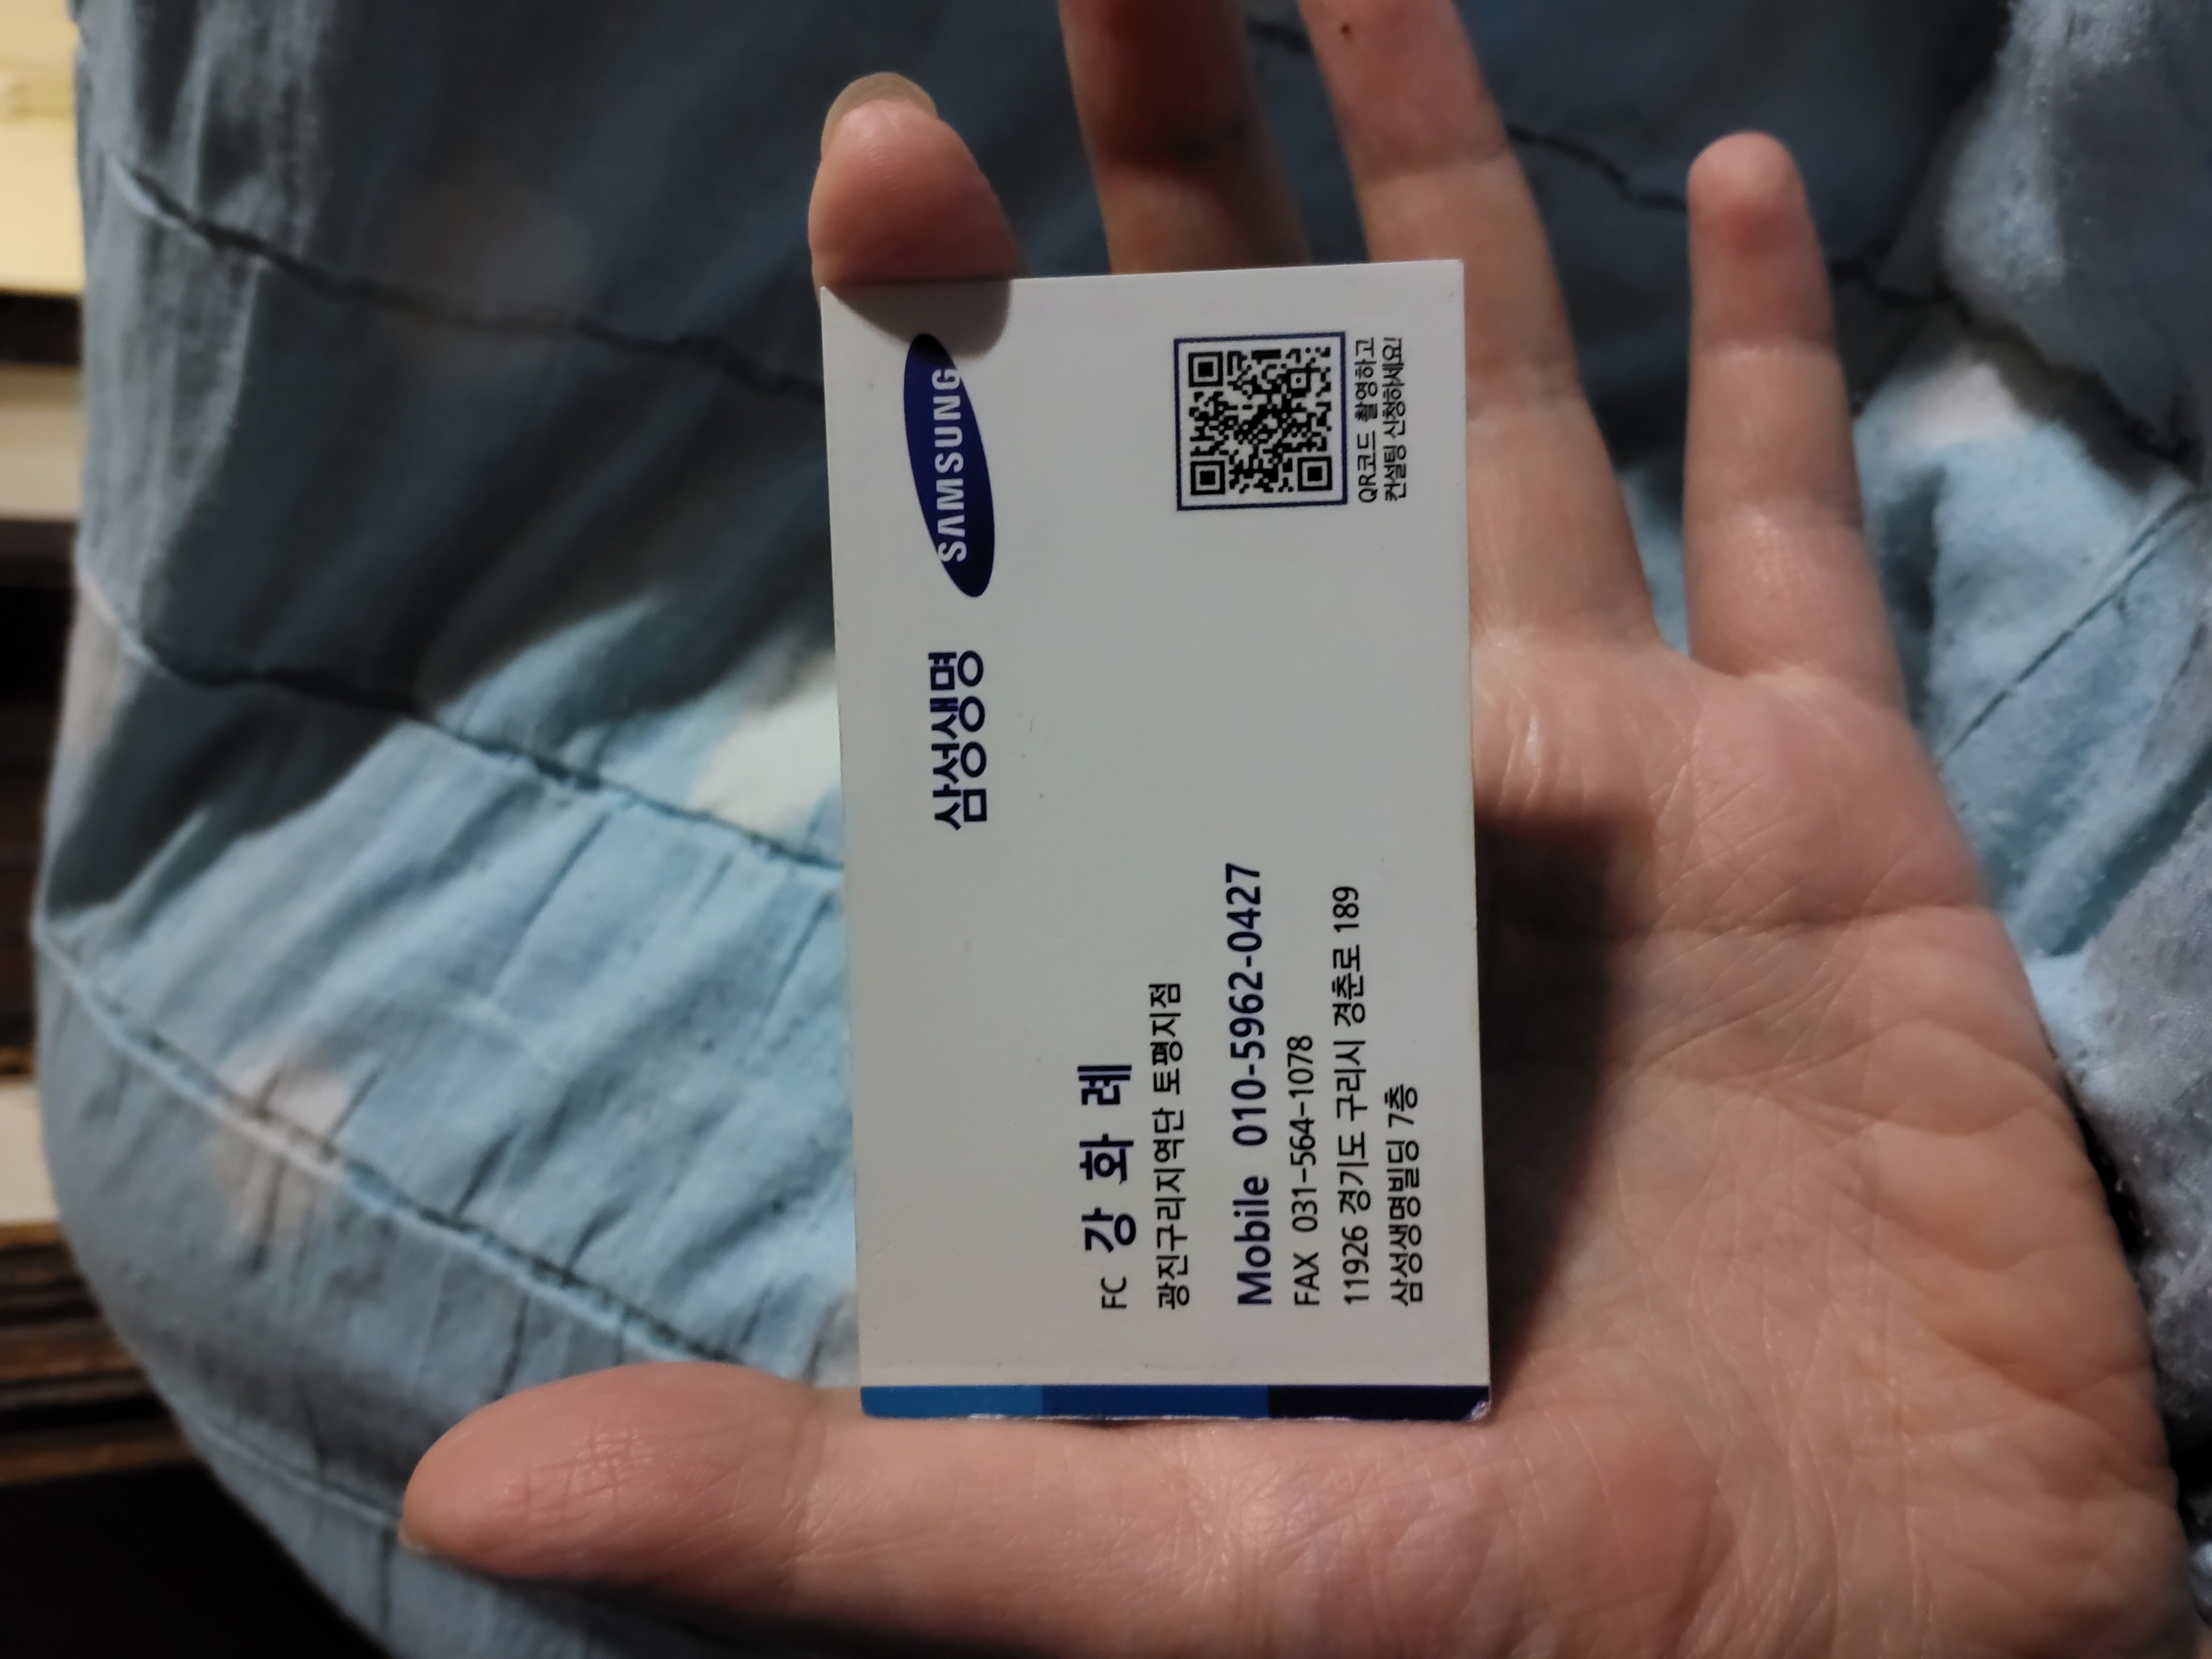 삼성생명 SAMSUNG
FC 강화례
광진구리지역단 토평지점
Mobile 010-5962-0427
FAX 031-564-1078
11926 경기도 구리시 경춘로 189
삼성생명빌딩 7층
QR코드 촬영하고
컨설팅 신청하세요!